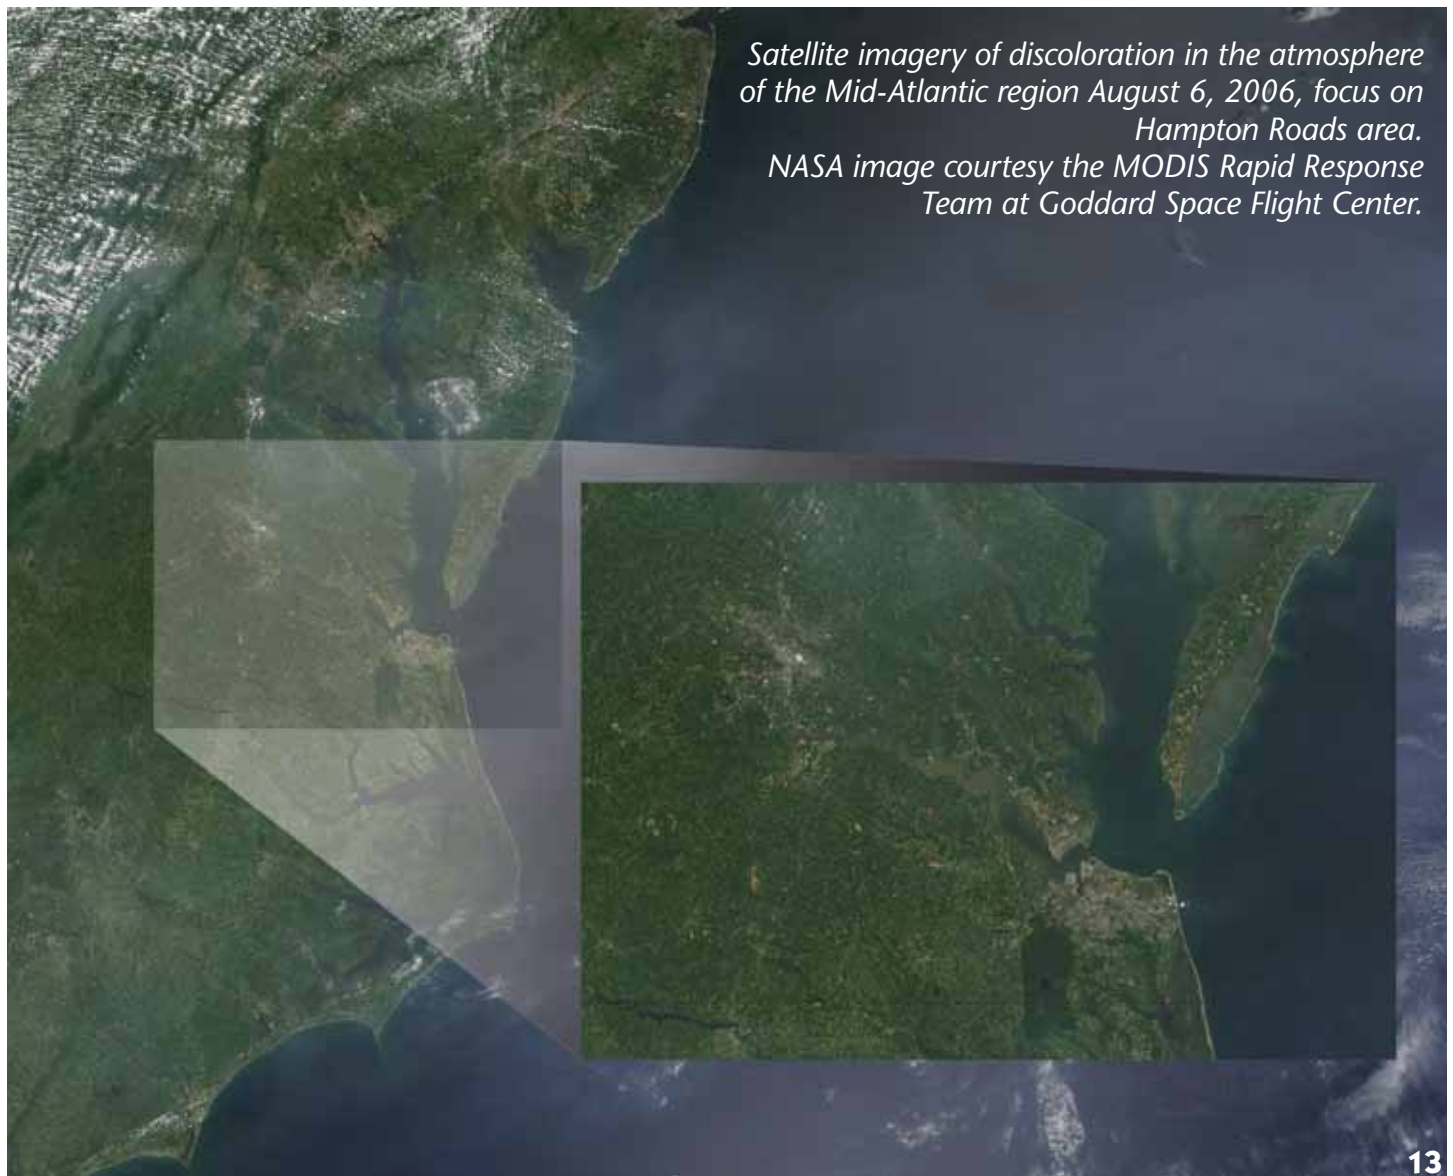 Satellite imagery of discoloration in the atmosphere
of the Mid-Atlantic region August 6, 2006, focus on
Hampton Roads area.
NASA image courtesy the MODIS Rapid Response
Team at Goddard Space Flight Center.
13